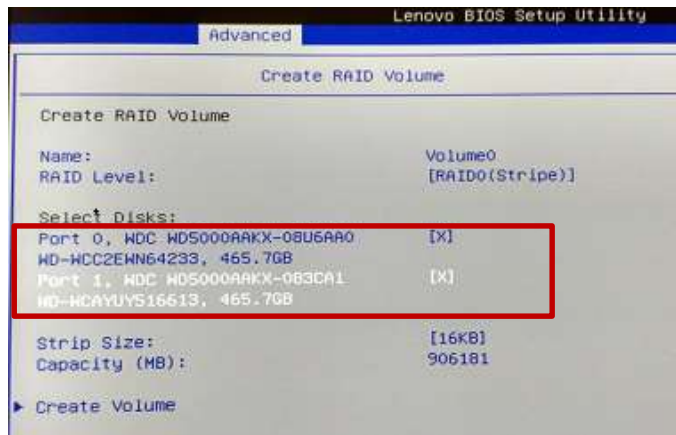 Lenovo BIOS Setup Utility
Advanced
Create RAID Volume
Create RAID Volume
Name: Volume0
RAID Level: [RAID0(Stripe)]
Select Disks:
Port 0, WDC WD5000AAKX-08U6AA0 [X]
WD-WCC2EWN64233, 465.7GB
Port 1, WDC WD5000AAKX-083CA1 [X]
WD-WCAYUY516613, 465.7GB
Strip Size: [16KB]
Capacity (MB): 906181
Create Volume